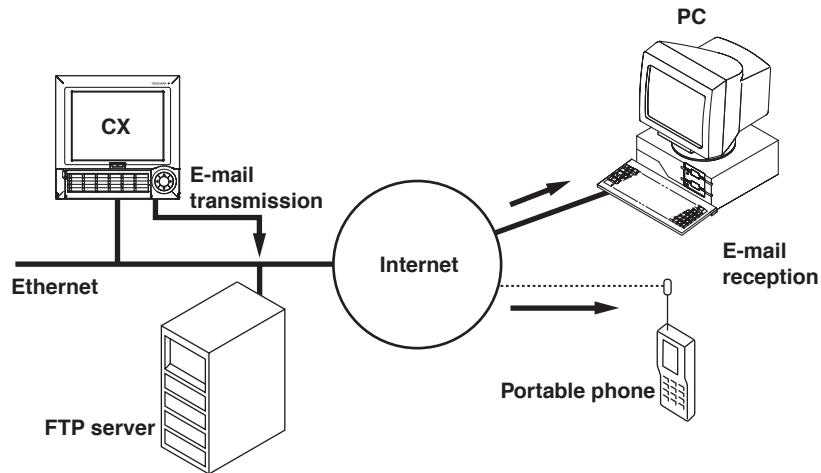 PC
CX
E-mail
transmission
Internet
E-mail
reception
Ethernet
Portable phone
FTP server